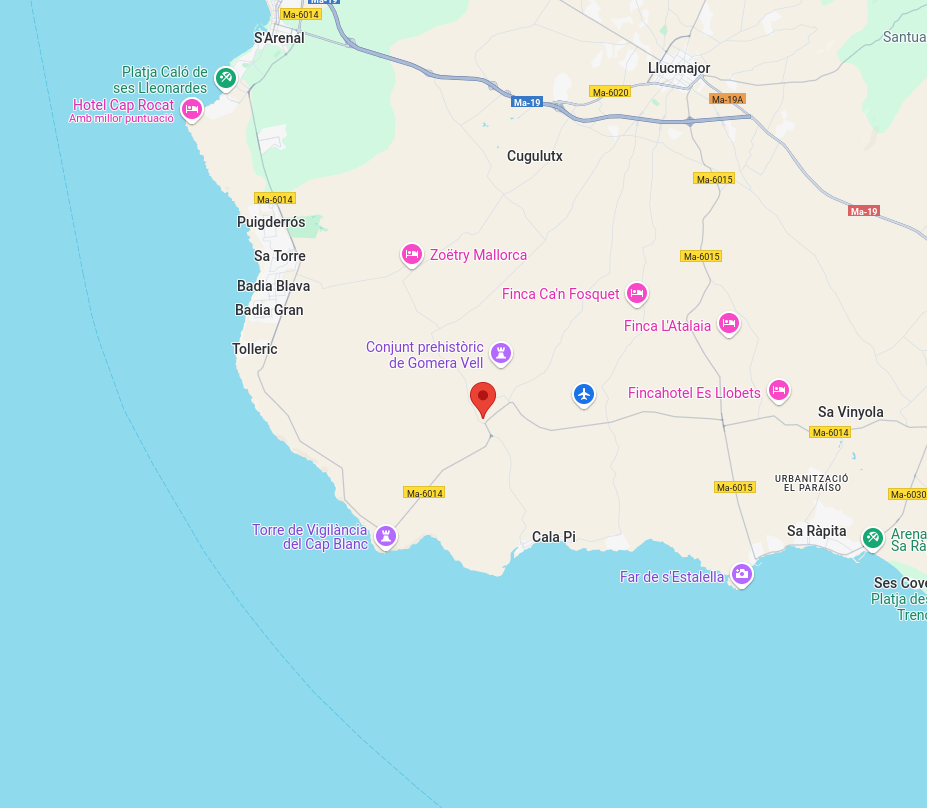 Ma-19
Ma-6014
S'Arenal
Santua
Llucmajor
Platja Caló de
ses Lleonardes
Hotel Cap Rocat
Amb millor puntuació
Ma-6020
Ma-19A
Ma-19
Cugulutx
Ma-6015
Ma-6014
Ma-19
Puigderrós
Sa Torre
Zoëtry Mallorca
Ma-6015
Badia Blava
Finca Ca'n Fosquet
Badia Gran
Finca L'Atalaia
Tolleric
Conjunt prehistòric
de Gomera Vell
Fincahotel Es Llobets
Sa Vinyola
Ma-6014
URBANITZACIÓ
EL PARAÍSO
Ma-6014
Ma-6015
Ma-6030
Torre de Vigilància
del Cap Blanc
Cala Pi
Sa Ràpita
Arena
Sa Rà
Far de s'Estalella
Ses Cove
Platja des
Trenc